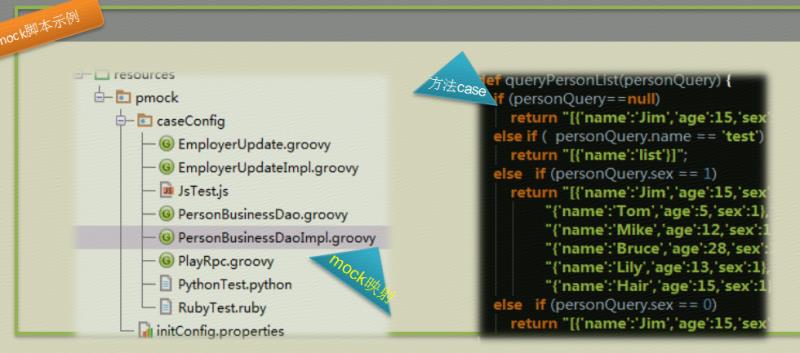 mock脚本示例
resources
pmock
caseConfig
EmployerUpdate.groovy
EmployerUpdateImpl.groovy
JsTest.js
PersonBusinessDao.groovy
PersonBusinessDaoImpl.groovy
PlayRpc.groovy
PythonTest.python
RubyTest.ruby
initConfig.properties
mock映射
方法case
def queryPersonList(personQuery) {
if (personQuery==null)
return "[{'name':'Jim','age':15,'sex'
else if ( personQuery.name == 'test')
return "[{'name':'list'}]";
else if (personQuery.sex == 1)
return "[{'name':'Jim','age':15,'sex'
"{'name':'Tom','age':5,'sex':1},
"{'name':'Mike','age':12,'sex':1
"{'name':'Bruce','age':28,'sex':
"{'name':'Lily','age':13,'sex':1},
"{'name':'Hair','age':15,'sex':1}
else if (personQuery.sex == 0)
return "[{'name':'Jim','age':15,'sex'